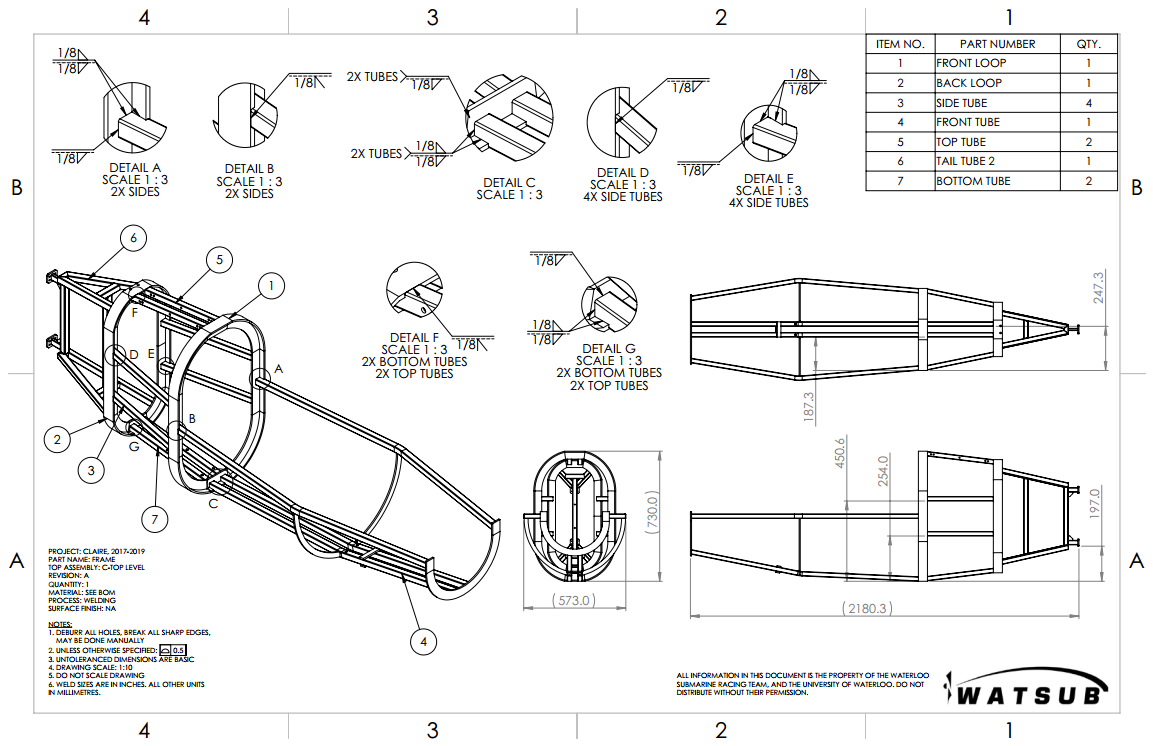 4 3 2 1
ITEM NO. PART NUMBER QTY.
1 FRONT LOOP 1
2 BACK LOOP 1
3 SIDE TUBE 4
4 FRONT TUBE 1
5 TOP TUBE 2
6 TAIL TUBE 2 1
7 BOTTOM TUBE 2
1/8
1/8
1/8
DETAIL A
SCALE 1 : 3
2X SIDES
1/8
DETAIL B
SCALE 1 : 3
2X SIDES
2X TUBES
1/8
2X TUBES
1/8
1/8
DETAIL C
SCALE 1 : 3
1/8
DETAIL D
SCALE 1 : 3
4X SIDE TUBES
1/8
1/8
1/8
DETAIL E
SCALE 1 : 3
4X SIDE TUBES
B
B
6
5
1
F
D
E
A
B
2
G
3
C
7
4
1/8
DETAIL F
SCALE 1 : 3
2X BOTTOM TUBES
2X TOP TUBES
1/8
1/8
1/8
DETAIL G
SCALE 1 : 3
2X BOTTOM TUBES
2X TOP TUBES
247.3
187.3
450.6
254.0
197.0
(730.0)
(573.0)
(2180.3)
A
A
PROJECT: CLAIRE, 2017-2019
PART NAME: FRAME
TOP ASSEMBLY: C-TOP LEVEL
REVISION: A
QUANTITY: 1
MATERIAL: SEE BOM
PROCESS: WELDING
SURFACE FINISH: NA
NOTES:
1. DEBURR ALL HOLES, BREAK ALL SHARP EDGES,
MAY BE DONE MANUALLY
2. UNLESS OTHERWISE SPECIFIED: ⌓ 0.5
3. UNTOLERANCED DIMENSIONS ARE BASIC
4. DRAWING SCALE: 1:10
5. DO NOT SCALE DRAWING
6. WELD SIZES ARE IN INCHES. ALL OTHER UNITS
IN MILLIMETRES.
ALL INFORMATION IN THIS DOCUMENT IS THE PROPERTY OF THE WATERLOO
SUBMARINE RACING TEAM, AND THE UNIVERSITY OF WATERLOO. DO NOT
DISTRIBUTE WITHOUT THEIR PERMISSION.
WATSUB
4 3 2 1